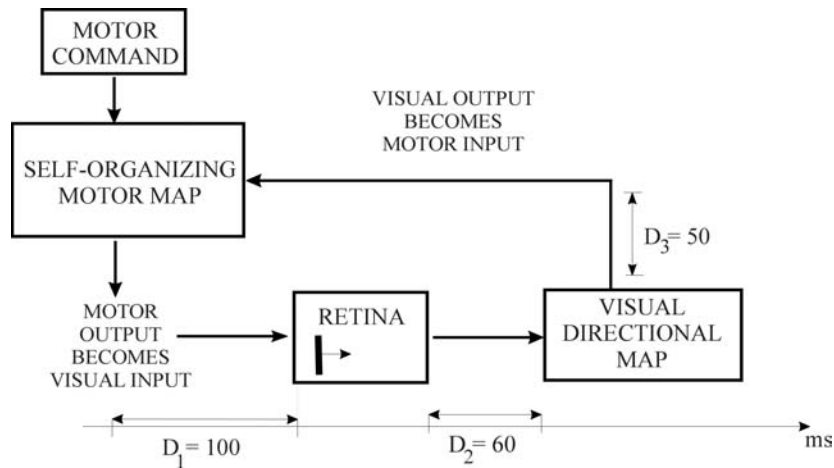 MOTOR
COMMAND
VISUAL OUTPUT
BECOMES
MOTOR INPUT
SELF-ORGANIZING
MOTOR MAP
D3= 50
MOTOR
OUTPUT
BECOMES
VISUAL INPUT
RETINA
VISUAL
DIRECTIONAL
MAP
D1= 100
D2= 60
ms